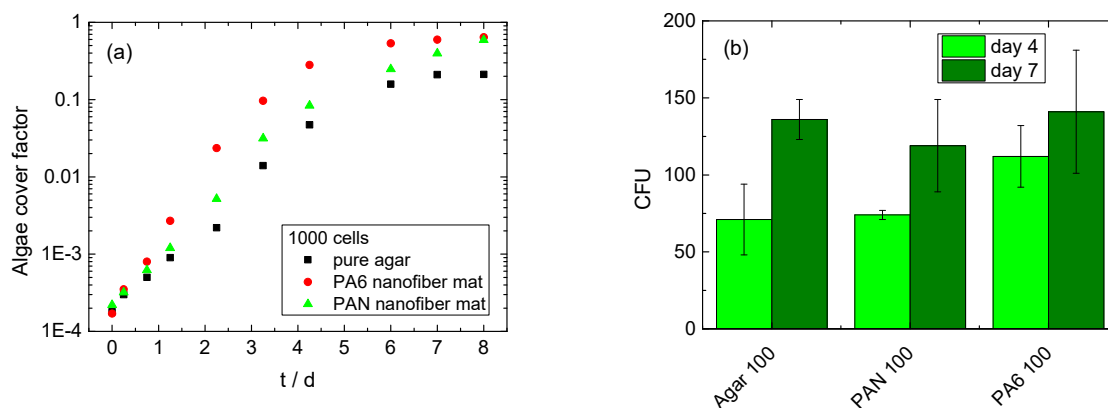 (a)
1
0.1
0.01
1E-3
1E-4
Algae cover factor
1000 cells
pure agar
PA6 nanofiber mat
PAN nanofiber mat
0 1 2 3 4 5 6 7 8
t / d
(b)
200
150
100
50
0
CFU
day 4
day 7
Agar 100
PAN 100
PA6 100